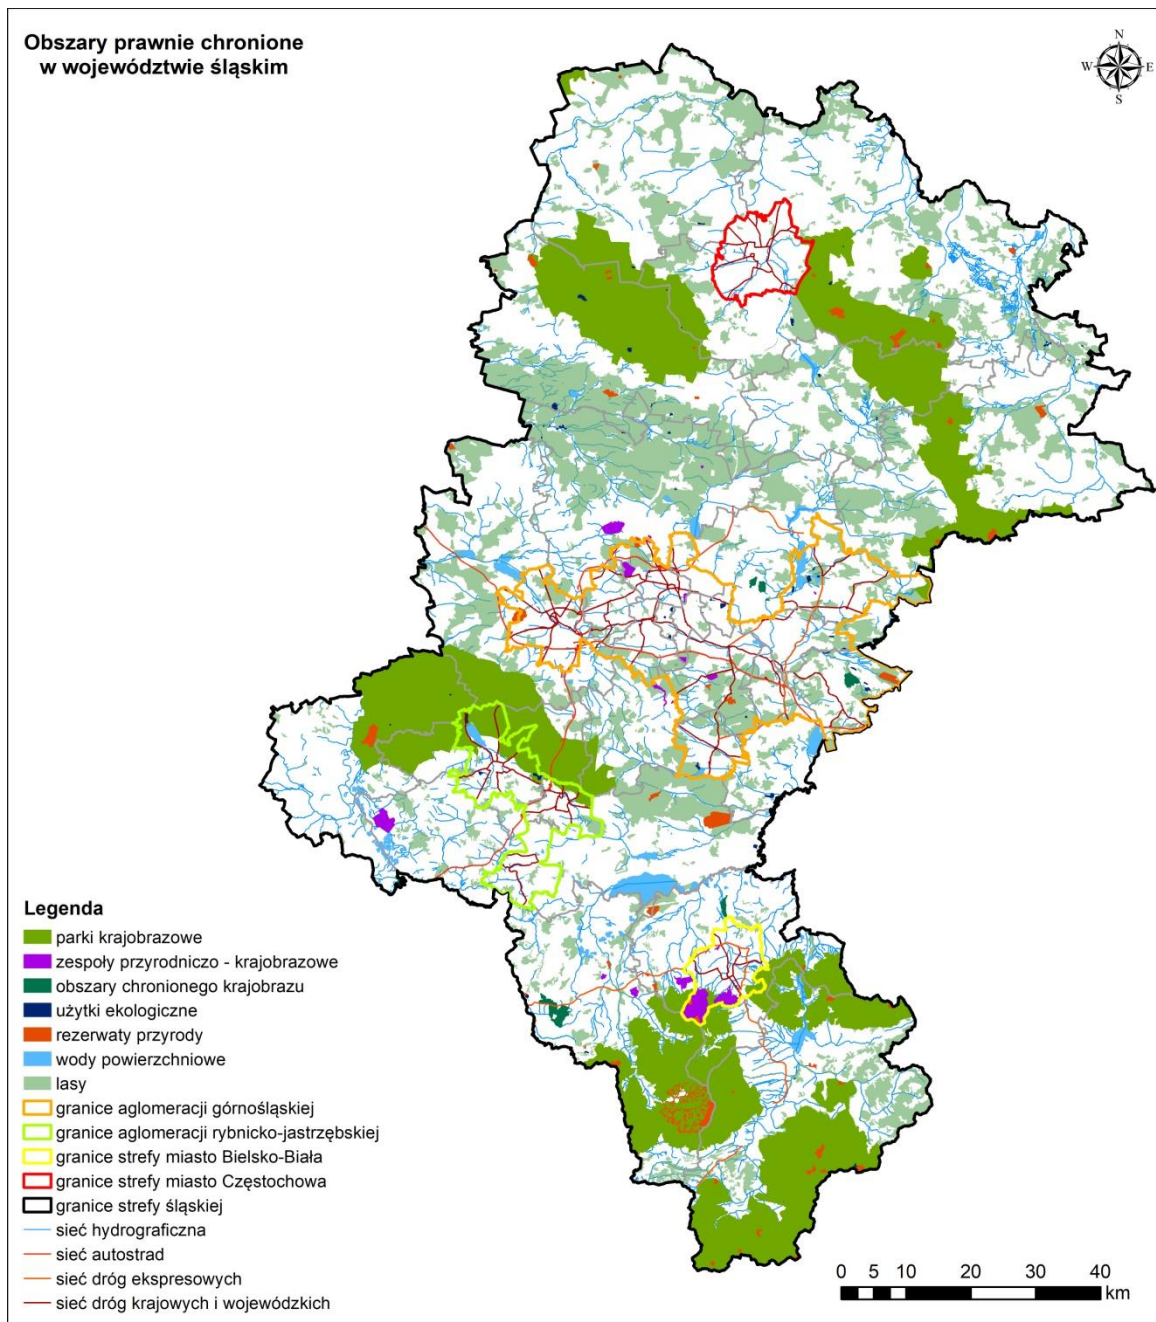 Obszary prawnie chronione
w województwie śląskim
N
W E
S
Legenda
parki krajobrazowe
zespoły przyrodniczo - krajobrazowe
obszary chronionego krajobrazu
użytki ekologiczne
rezerwaty przyrody
wody powierzchniowe
lasy
granice aglomeracji górnośląskiej
granice aglomeracji rybnicko-jastrzębskiej
granice strefy miasto Bielsko-Biała
granice strefy miasto Częstochowa
granice strefy śląskiej
sieć hydrograficzna
sieć autostrad
sieć dróg ekspresowych
sieć dróg krajowych i wojewódzkich
0 5 10 20 30 40
km